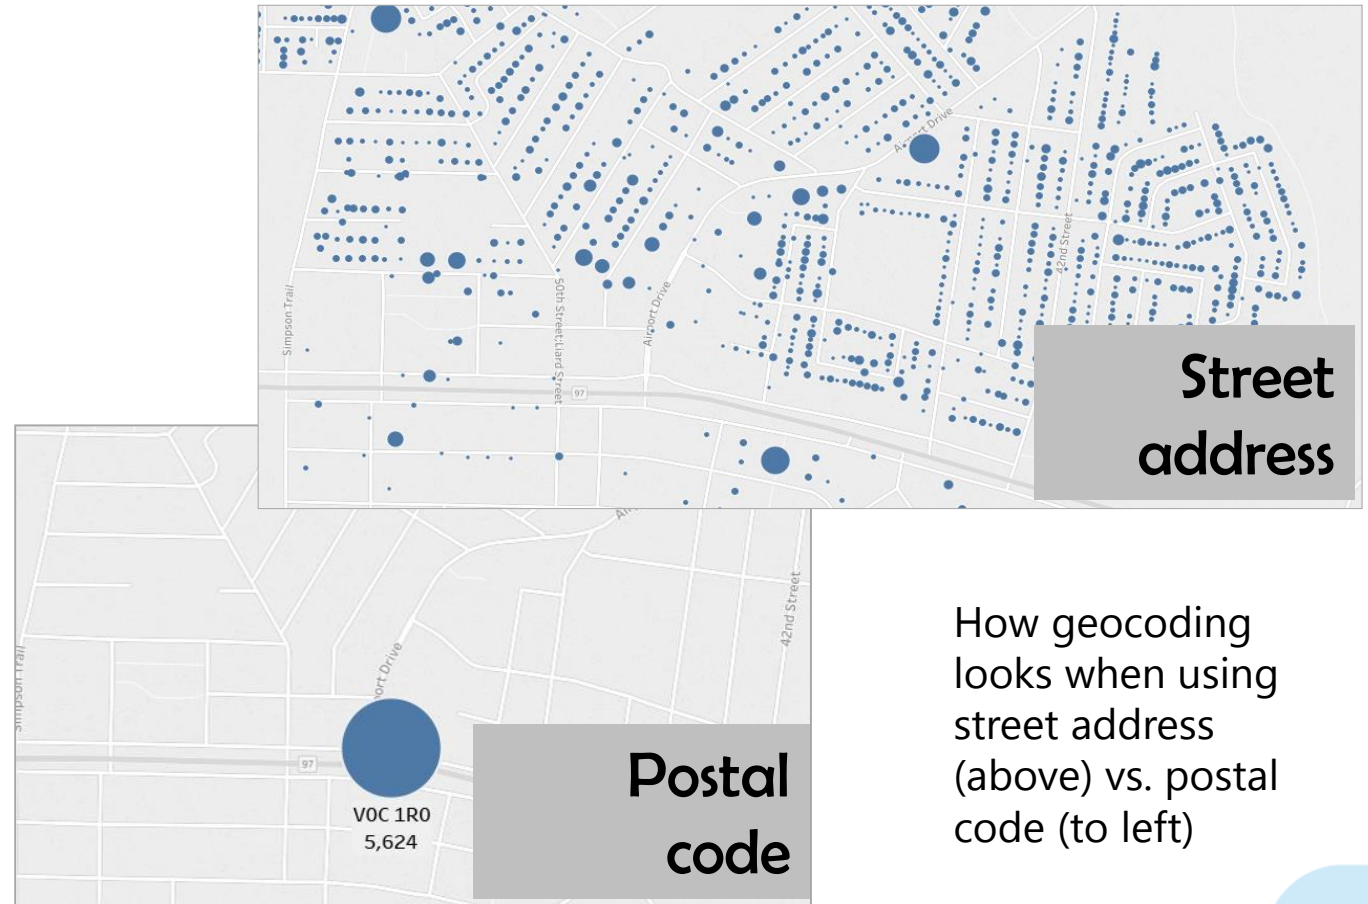 Airport Drive
42nd Street
Simpson Trail
50th Street;Liard Street
Airport Drive
97
Street
address
42nd Street
Simpson Trail
port Drive
97
V0C 1R0
5,624
Postal
code
How geocoding
looks when using
street address
(above) vs. postal
code (to left)